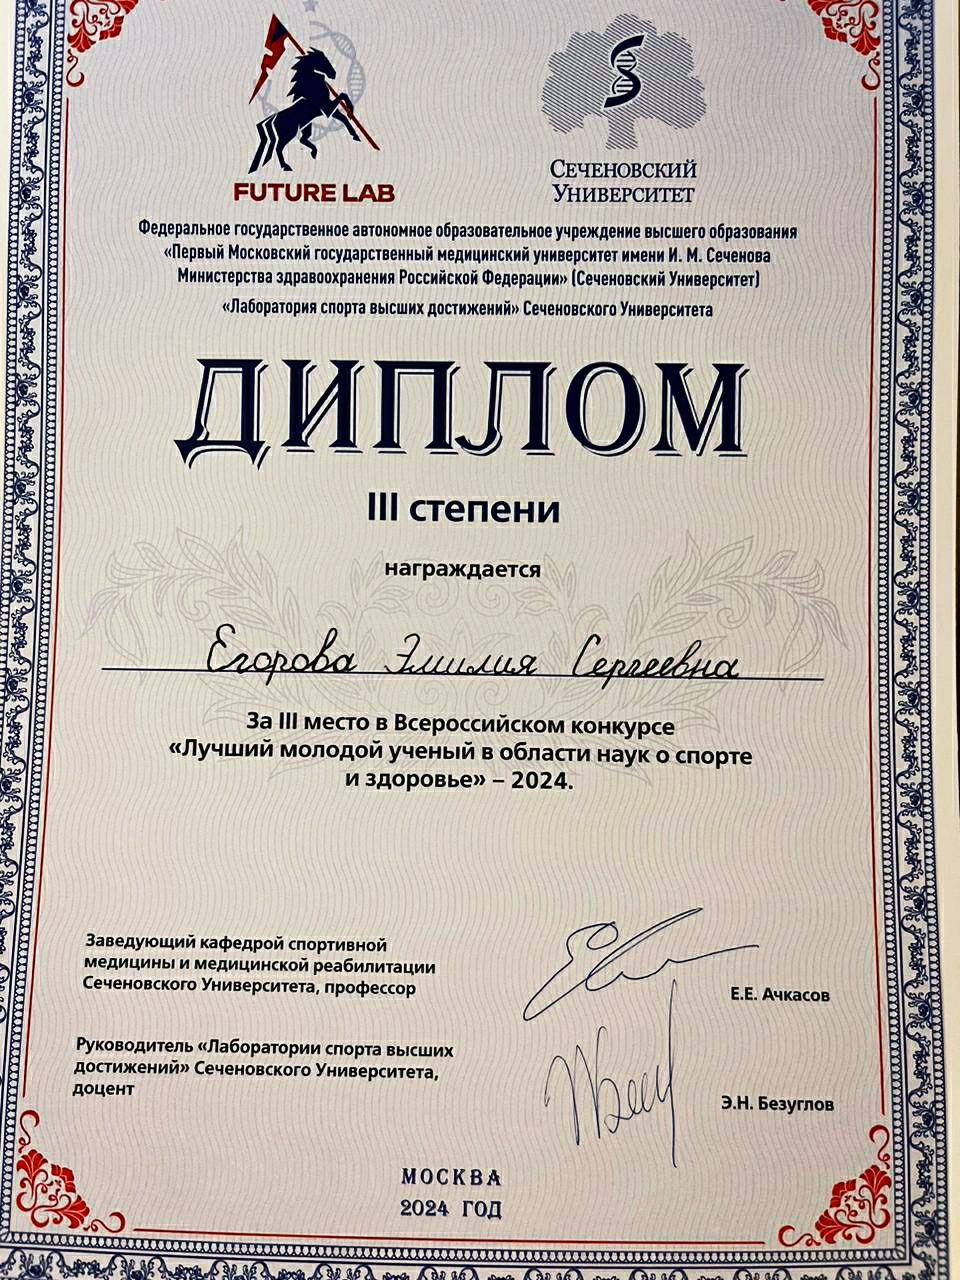 FUTURE LAB
СЕЧЕНОВСКИЙ
УНИВЕРСИТЕТ
Федеральное государственное автономное образовательное учреждение высшего образования
«Первый Московский государственный медицинский университет имени И. М. Сеченова
Министерства здравоохранения Российской Федерации» (Сеченовский Университет)
«Лаборатория спорта высших достижений» Сеченовского Университета
ДИПЛОМ
III степени
награждается
Егорова Эмилия Сергеевна
За III место в Всероссийском конкурсе
«Лучший молодой ученый в области наук о спорте
и здоровье» – 2024.
Заведующий кафедрой спортивной
медицины и медицинской реабилитации
Сеченовского Университета, профессор
Е.Е. Ачкасов
Руководитель «Лаборатории спорта высших
достижений» Сеченовского Университета,
доцент
Э.Н. Безуглов
МОСКВА
2024 ГОД